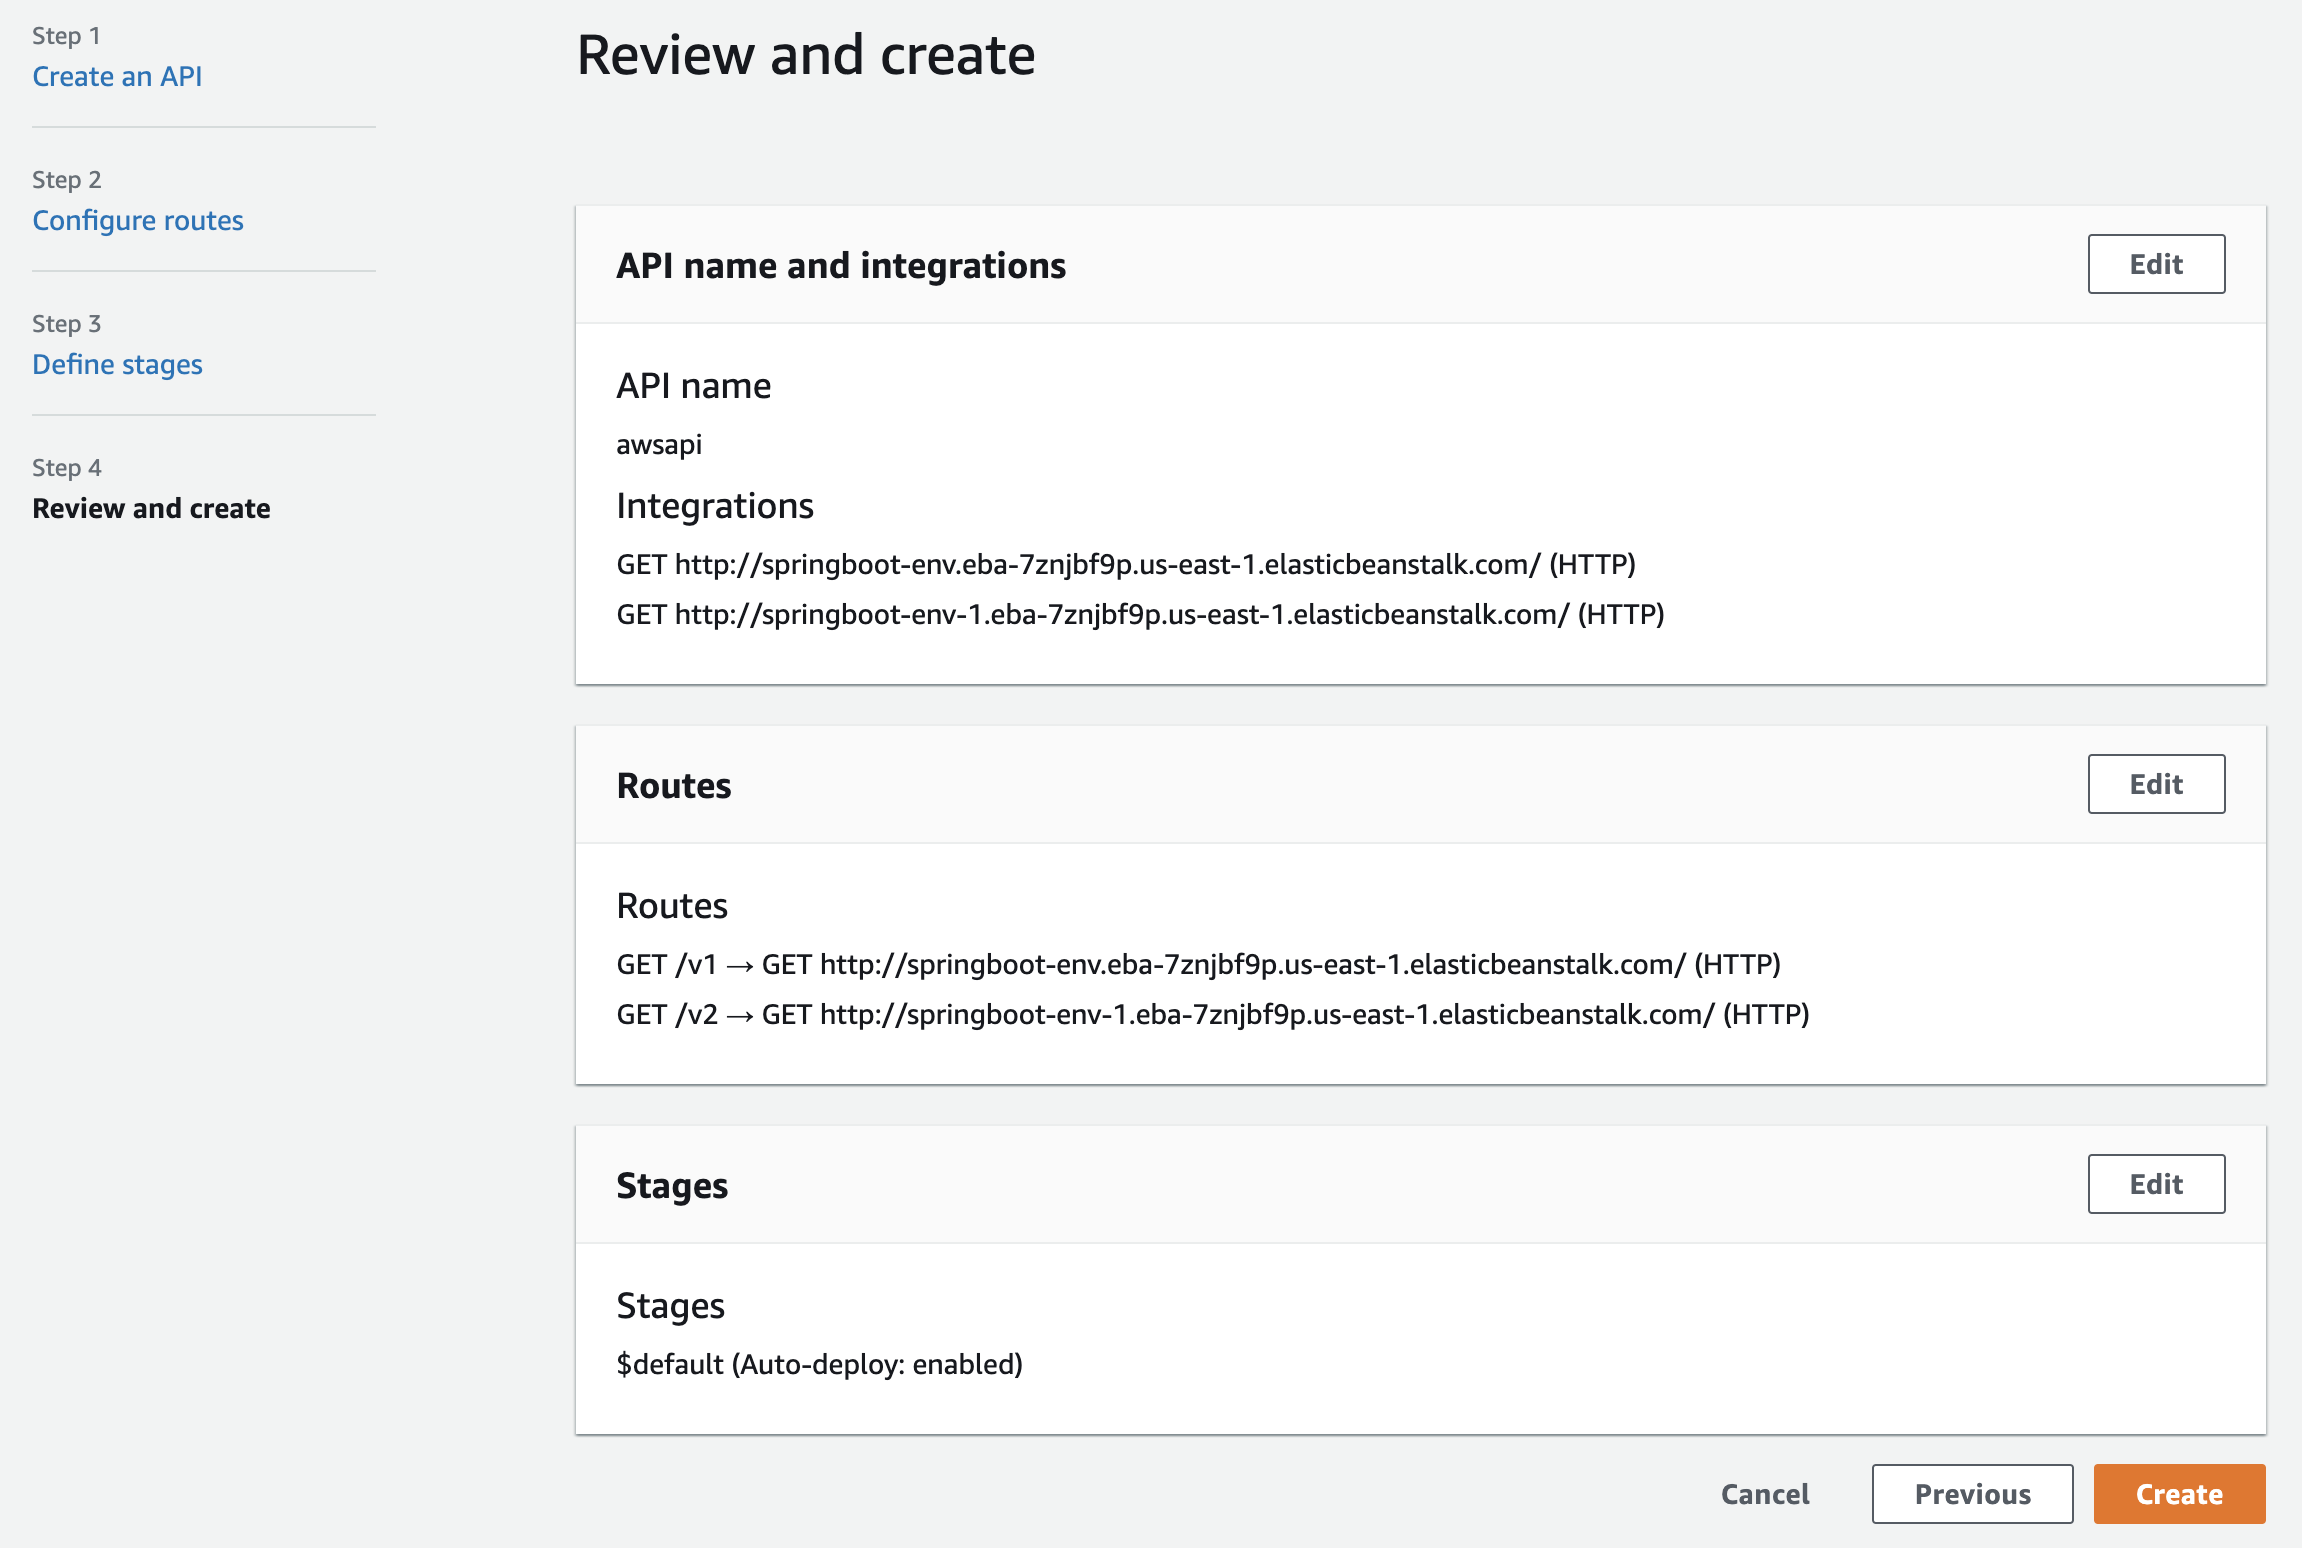 Step 1
Create an API
Step 2
Configure routes
Step 3
Define stages
Step 4
Review and create
Review and create
API name and integrations
Edit
API name
awsapi
Integrations
GET http://springboot-env.eba-7znjbf9p.us-east-1.elasticbeanstalk.com/ (HTTP)
GET http://springboot-env-1.eba-7znjbf9p.us-east-1.elasticbeanstalk.com/ (HTTP)
Routes
Edit
Routes
GET /v1 → GET http://springboot-env.eba-7znjbf9p.us-east-1.elasticbeanstalk.com/ (HTTP)
GET /v2 → GET http://springboot-env-1.eba-7znjbf9p.us-east-1.elasticbeanstalk.com/ (HTTP)
Stages
Edit
Stages
$default (Auto-deploy: enabled)
Cancel
Previous
Create